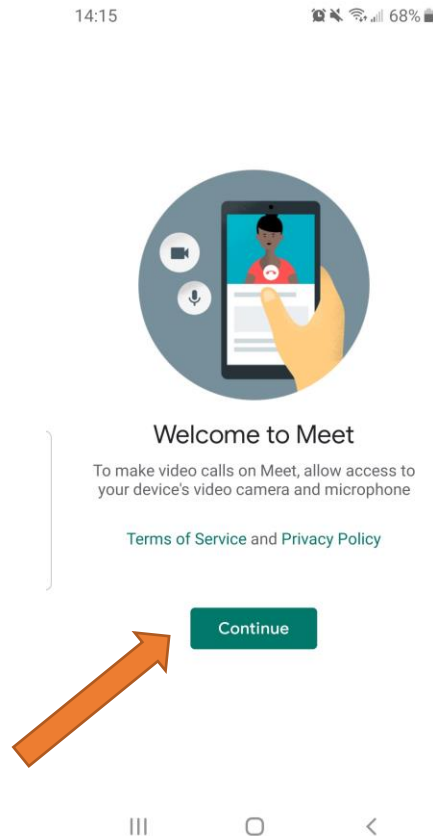 14:15 68%
Welcome to Meet
To make video calls on Meet, allow access to
your device's video camera and microphone
Terms of Service and Privacy Policy
Continue